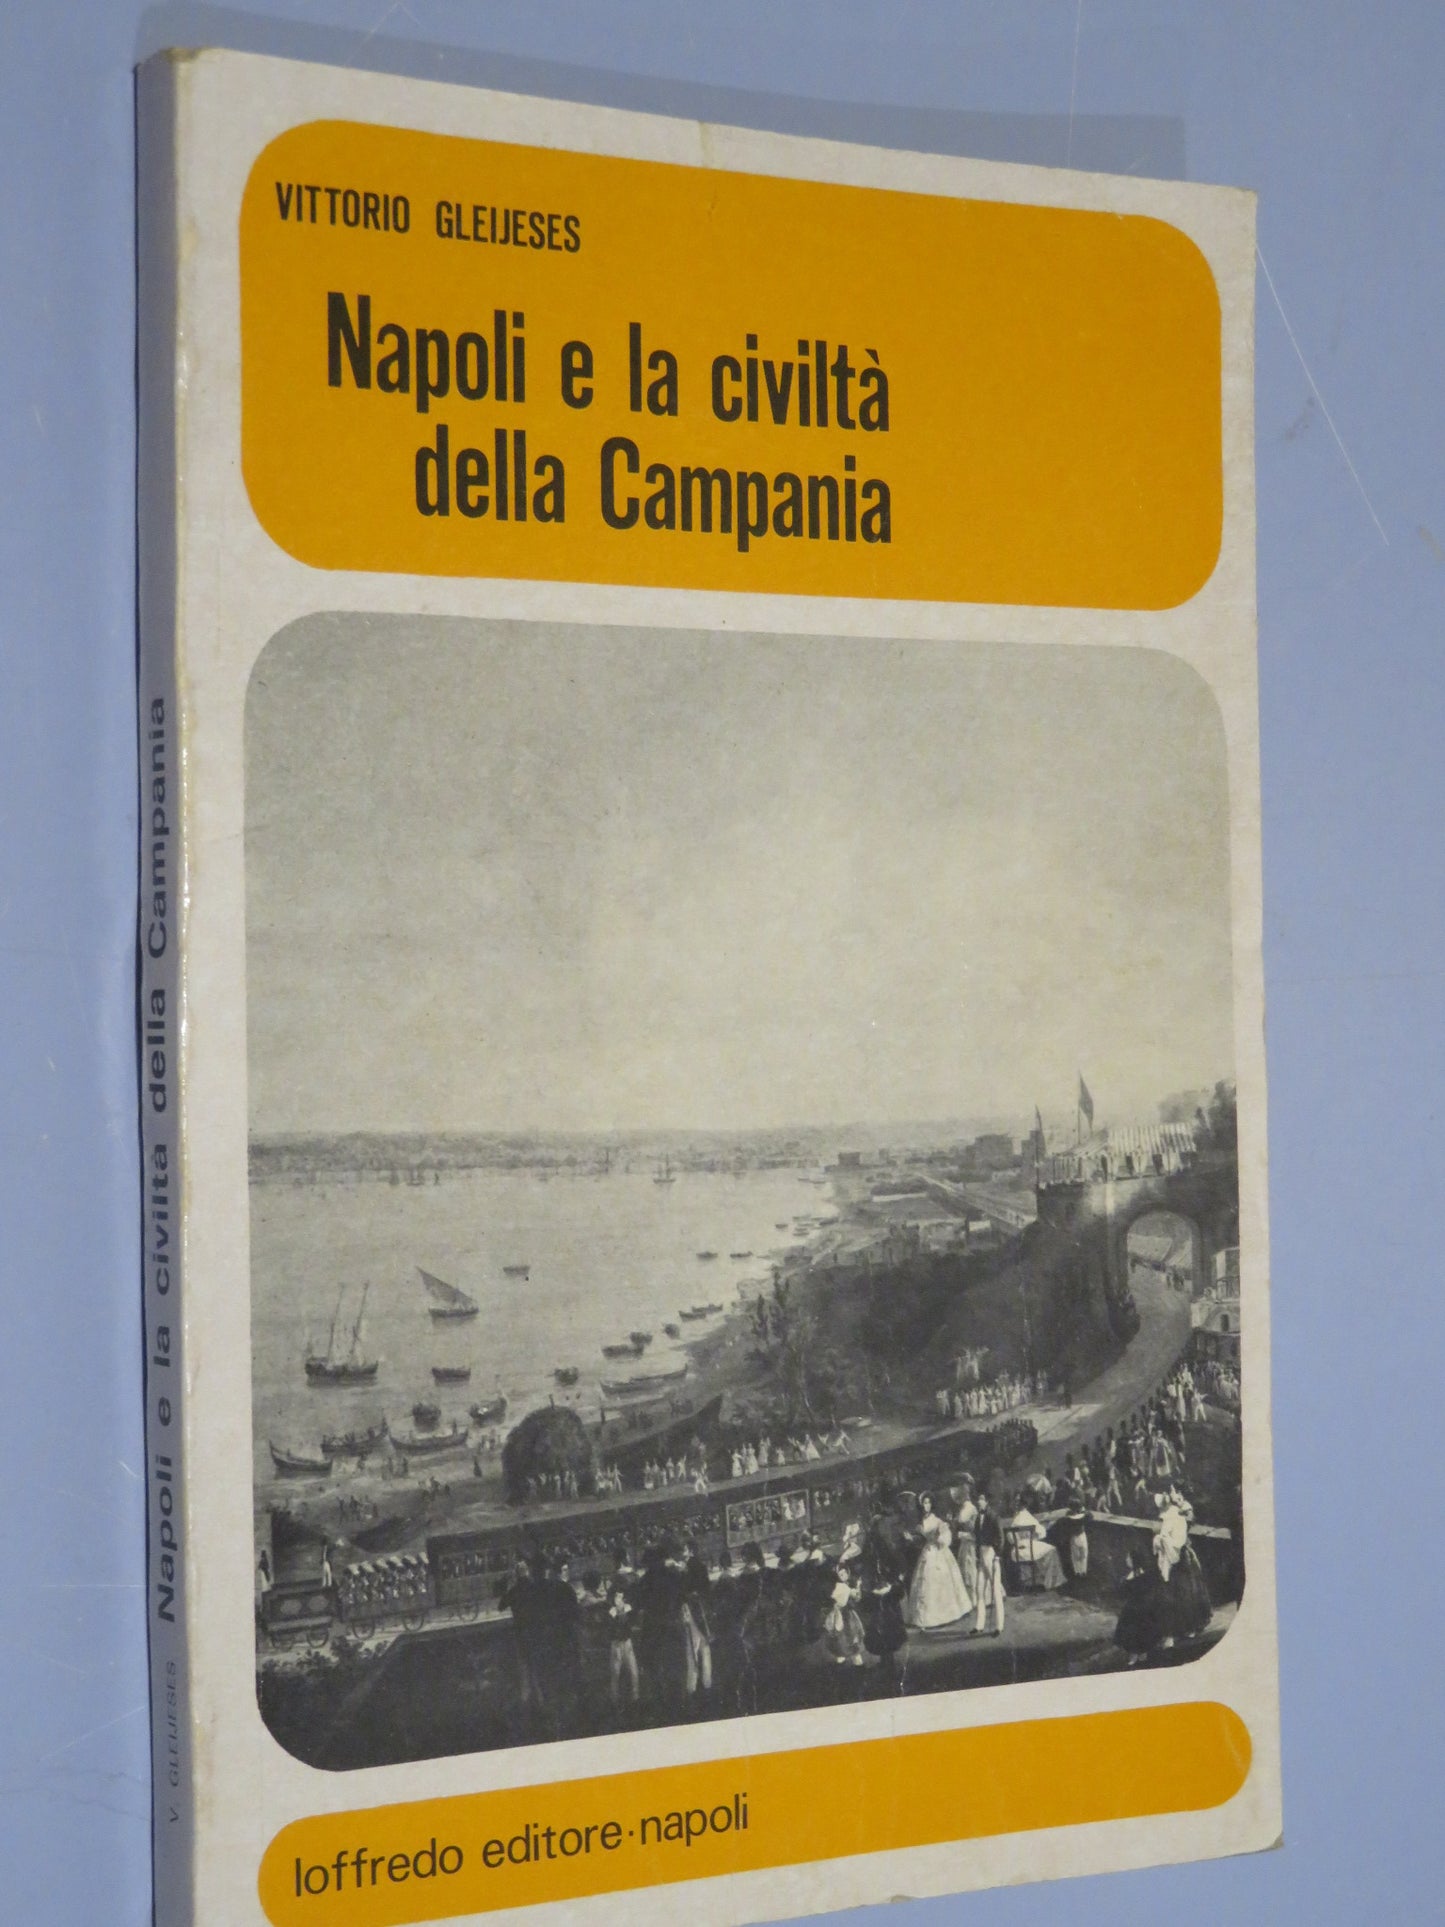 VITTORIO GLEIJESES
Napoli e la civiltà
della Campania
loffredo editore·napoli
V. GLEIJESES Napoli e la civiltà della Campania